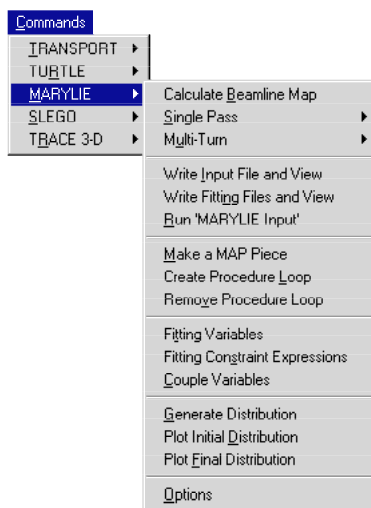 Commands
TRANSPORT
TURTLE
MARYLIE
SLEGO
TRACE 3-D
Calculate Beamline Map
Single Pass
Multi-Turn
Write Input File and View
Write Fitting Files and View
Run 'MARYLIE Input'
Make a MAP Piece
Create Procedure Loop
Remove Procedure Loop
Fitting Variables
Fitting Constraint Expressions
Couple Variables
Generate Distribution
Plot Initial Distribution
Plot Final Distribution
Options